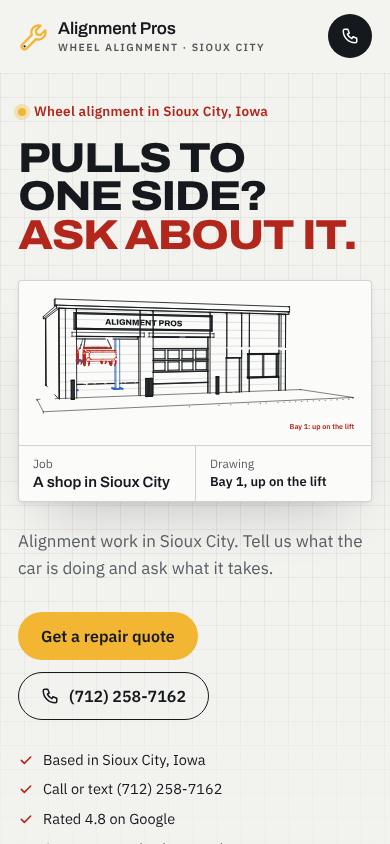 Alignment Pros
WHEEL ALIGNMENT · SIOUX CITY
Wheel alignment in Sioux City, Iowa
PULLS TO
ONE SIDE?
ASK ABOUT IT.
ALIGNMENT PROS
Bay 1: up on the lift
Job
A shop in Sioux City
Drawing
Bay 1, up on the lift
Alignment work in Sioux City. Tell us what the
car is doing and ask what it takes.
Get a repair quote
(712) 258-7162
Based in Sioux City, Iowa
Call or text (712) 258-7162
Rated 4.8 on Google